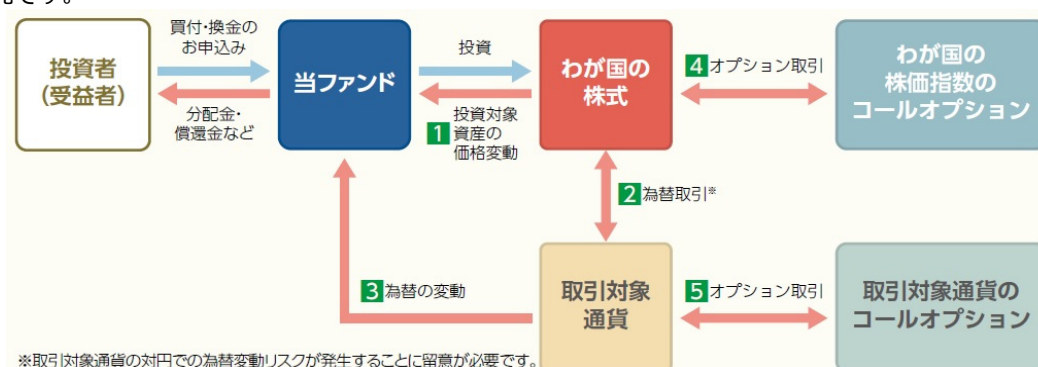 です。
買付・換金の
お申込み
投資者
(受益者)
分配金・
償還金など
当ファンド
投資
1 投資対象
資産の
価格変動
わが国の
株式
4 オプション取引
わが国の
株価指数の
コールオプション
2 為替取引※
3 為替の変動
取引対象
通貨
5 オプション取引
取引対象通貨の
コールオプション
※取引対象通貨の対円での為替変動リスクが発生することに留意が必要です。